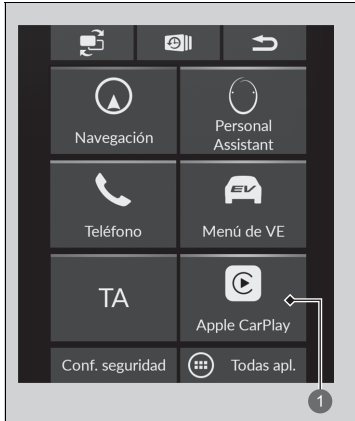 Navegación
Personal
Assistant
Teléfono
EV
Menú de VE
TA
Apple CarPlay
Conf. seguridad
Todas apl.
1